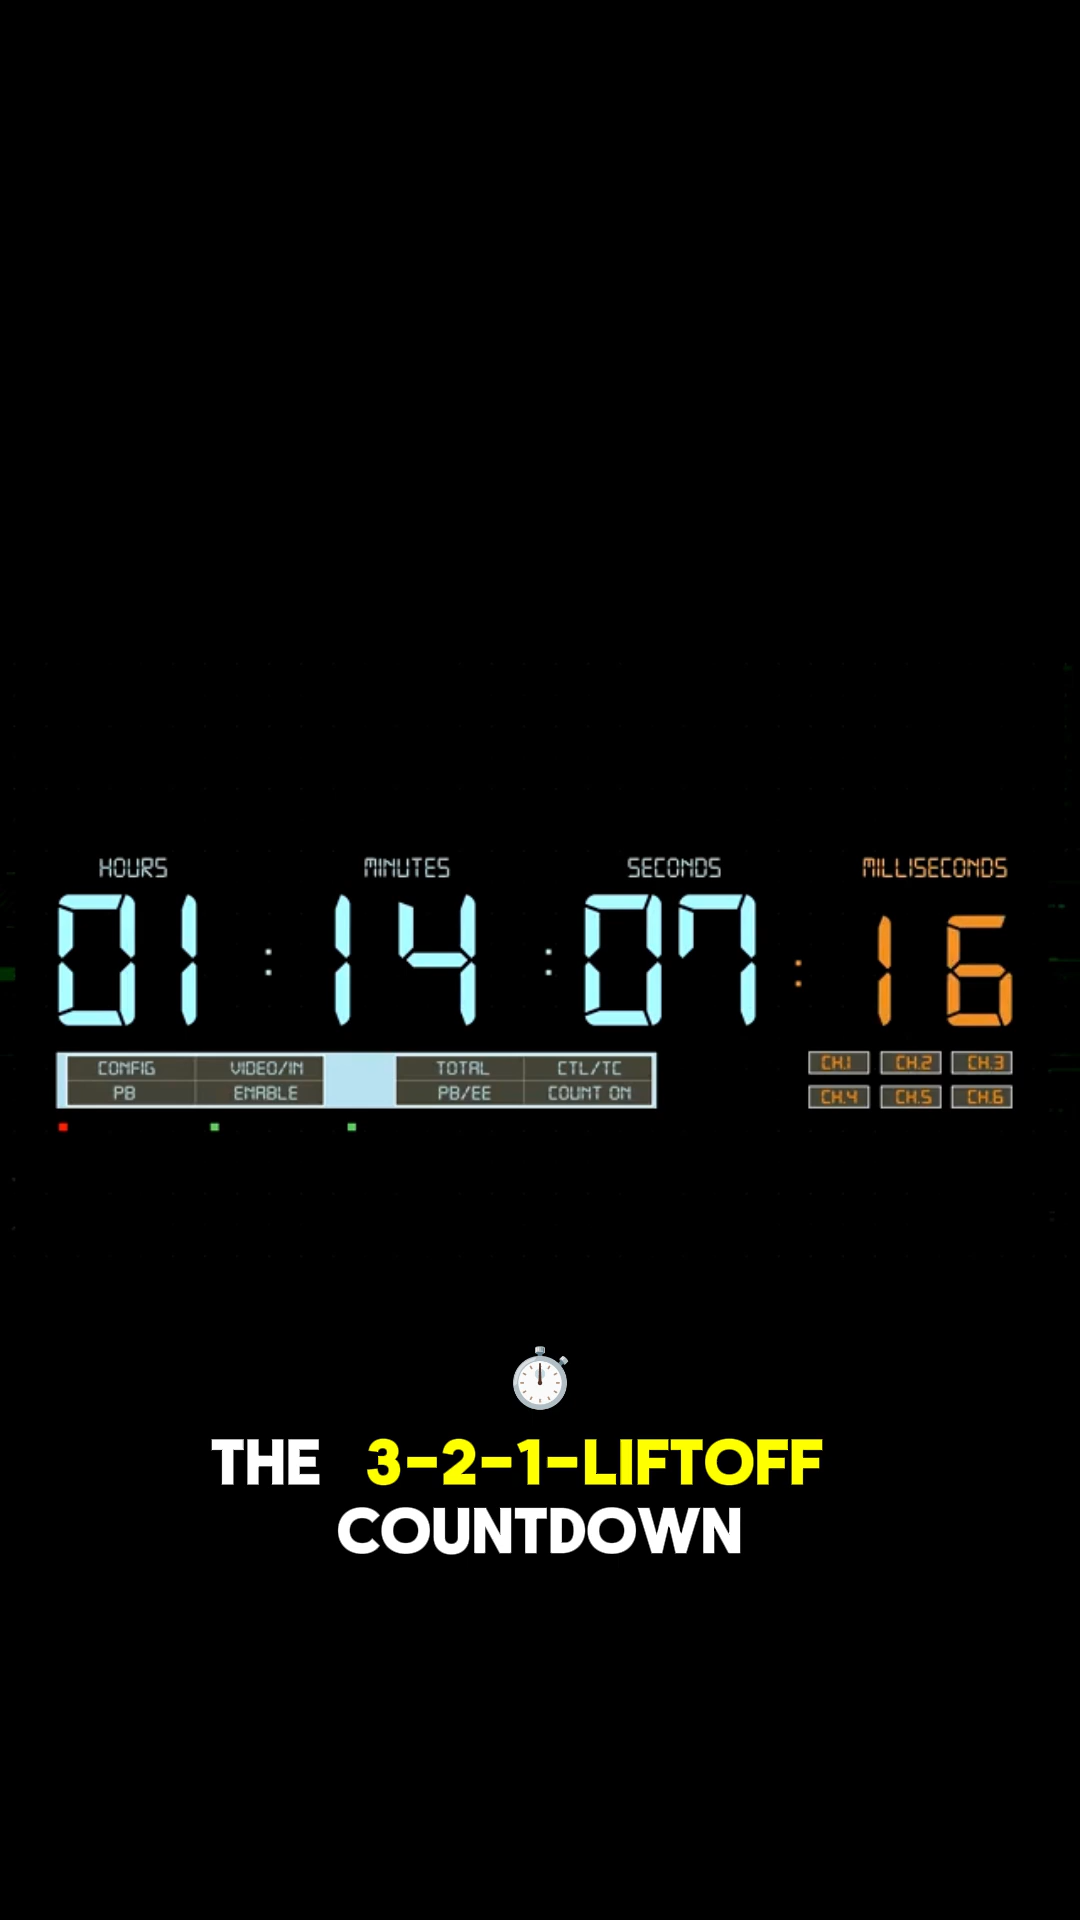 HOURS MINUTES SECONDS MILLISECONDS
01 : 14 : 07 : 16
CONFIG VIDEO/IN TOTAL CTL/TC CH.1 CH.2 CH.3
PB ENABLE PB/EE COUNT ON CH.4 CH.5 CH.6
THE 3-2-1-LIFTOFF
COUNTDOWN